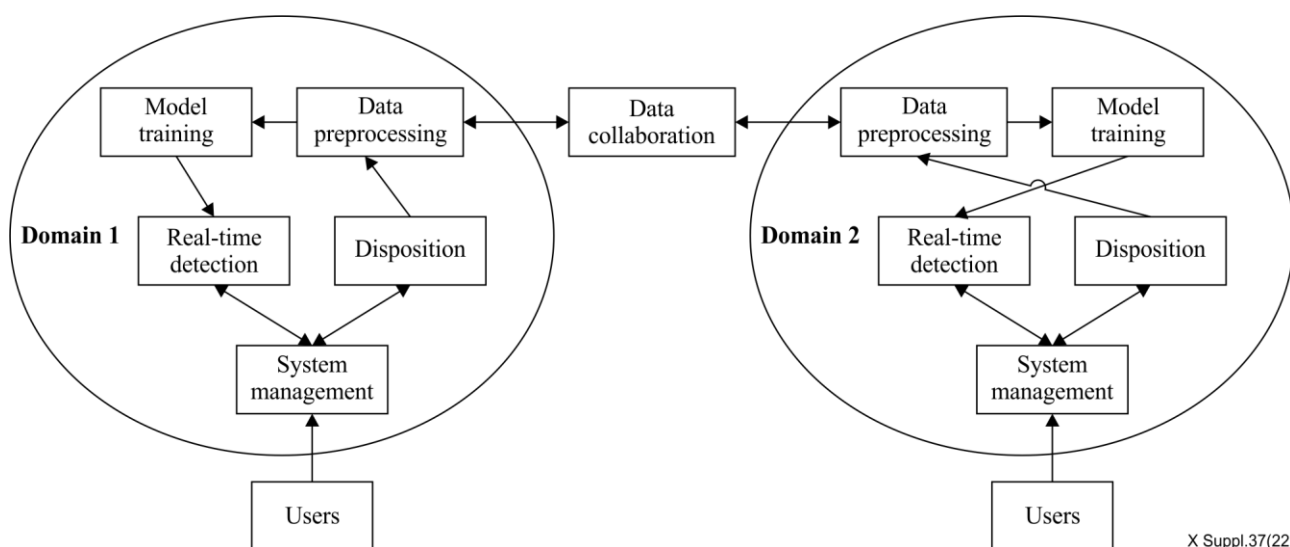 Model
training
Data
preprocessing
Data
collaboration
Data
preprocessing
Model
training
Domain 1
Real-time
detection
Disposition
Domain 2
Real-time
detection
Disposition
System
management
System
management
Users
Users
X Suppl.37(22